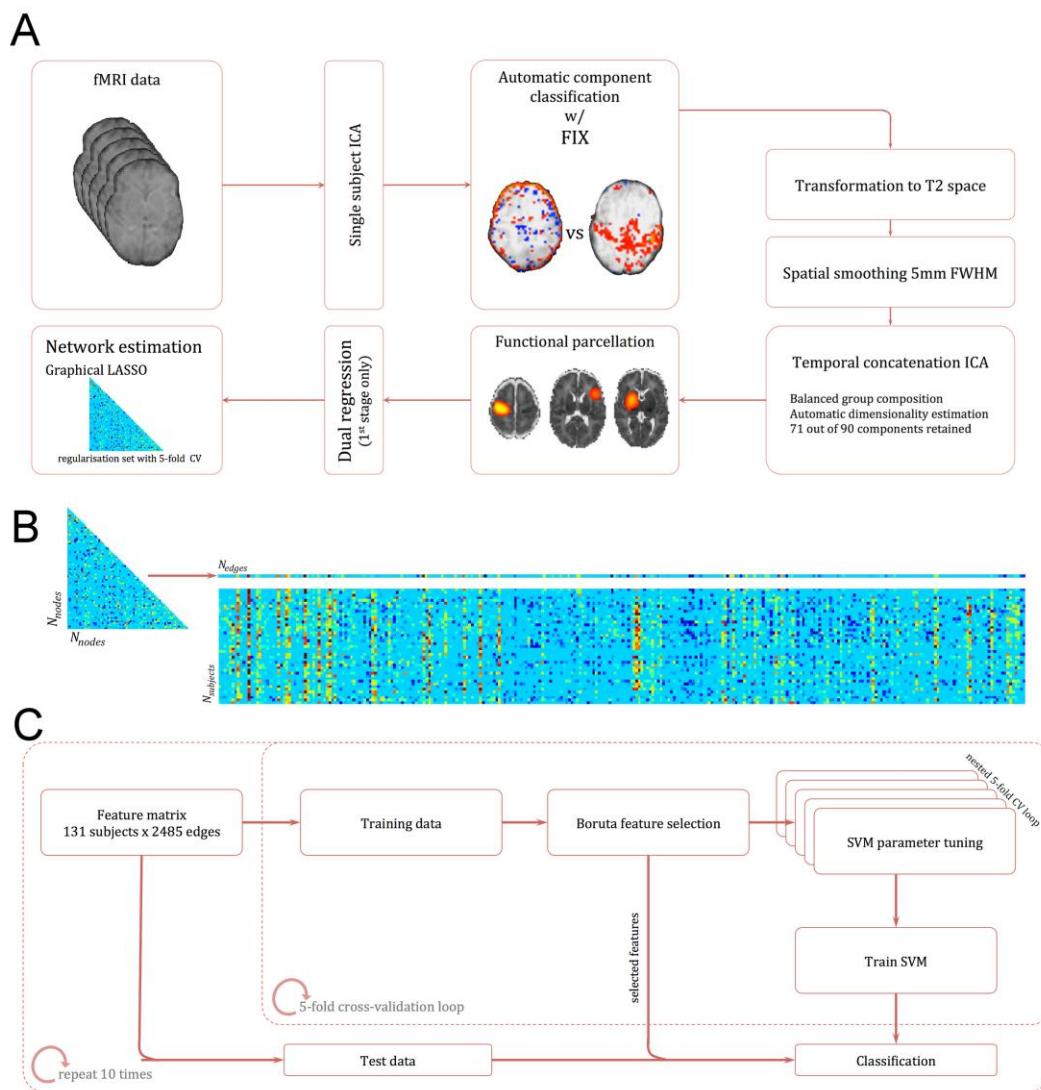 A
fMRI data
Single subject ICA
Automatic component
classification
w/
FIX
vs
Transformation to T2 space
Spatial smoothing 5mm FWHM
Temporal concatenation ICA
Balanced group composition
Automatic dimensionality estimation
71 out of 90 components retained
Functional parcellation
Dual regression
(1st stage only)
Network estimation
Graphical LASSO
regularisation set with 5-fold CV
B
Nnodes
Nnodes
Nedges
Nsubjects
C
Feature matrix
131 subjects x 2485 edges
Training data
Boruta feature selection
nested 5-fold CV loop
SVM parameter tuning
Train SVM
selected features
5-fold cross-validation loop
Test data
Classification
repeat 10 times